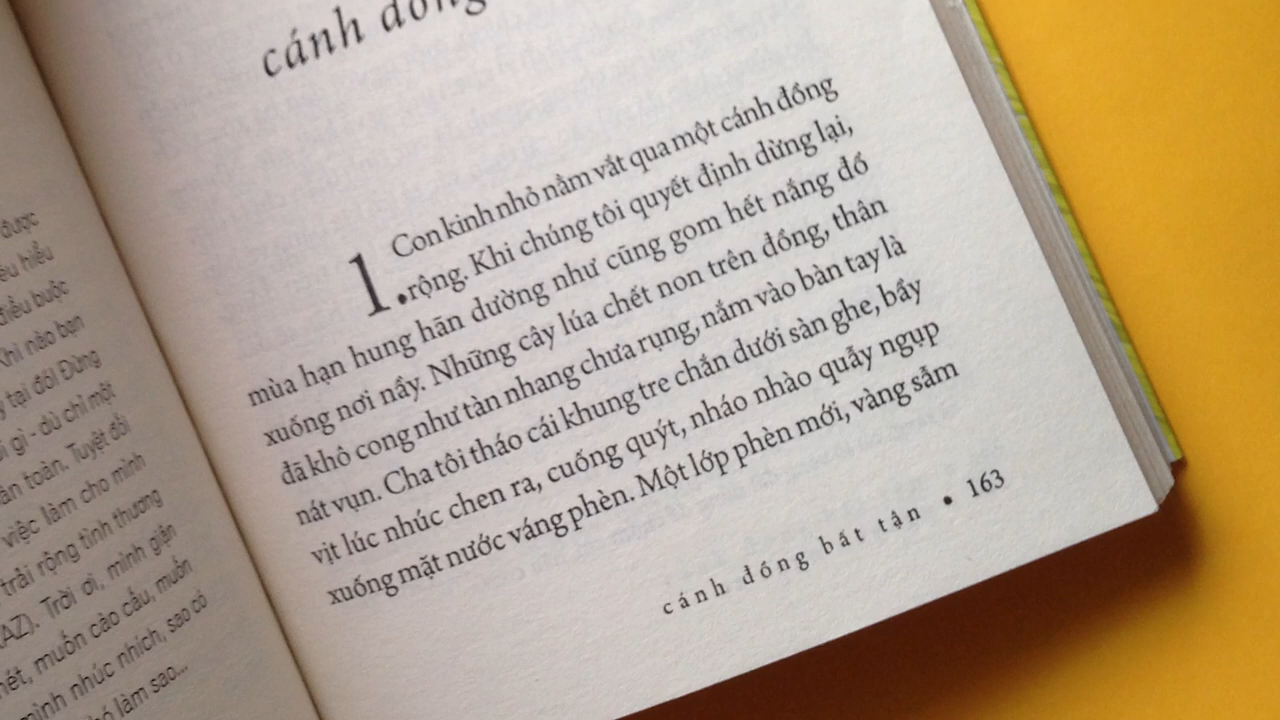 được
hiểu
điều buộc
Khi nào bạn
tại đôi Đừng
gì - dù chỉ một
toàn. Tuyệt đối
việc làm cho mình
trải rộng tình thương
(AZ). Trời ơi, mình giận
hét, muốn cào cấu, muốn
mình nhúc nhích, sao có
làm sao...
cánh đồng
1. Con kinh nhỏ nằm vắt qua một cánh đồng
rộng. Khi chúng tôi quyết định dừng lại,
mùa hạn hung hãn dường như cũng gom hết nắng đổ
xuống nơi nầy. Những cây lúa chết non trên đồng, thân
đã khô cong như tàn nhang chưa rụng, nắm vào bàn tay là
nát vụn. Cha tôi tháo cái khung tre chắn dưới sàn ghe, bầy
vịt lúc nhúc chen ra, cuống quýt, nháo nhào quẫy ngụp
xuống mặt nước váng phèn. Một lớp phèn mới, vàng sẫm
cánh đồng bất tận • 163